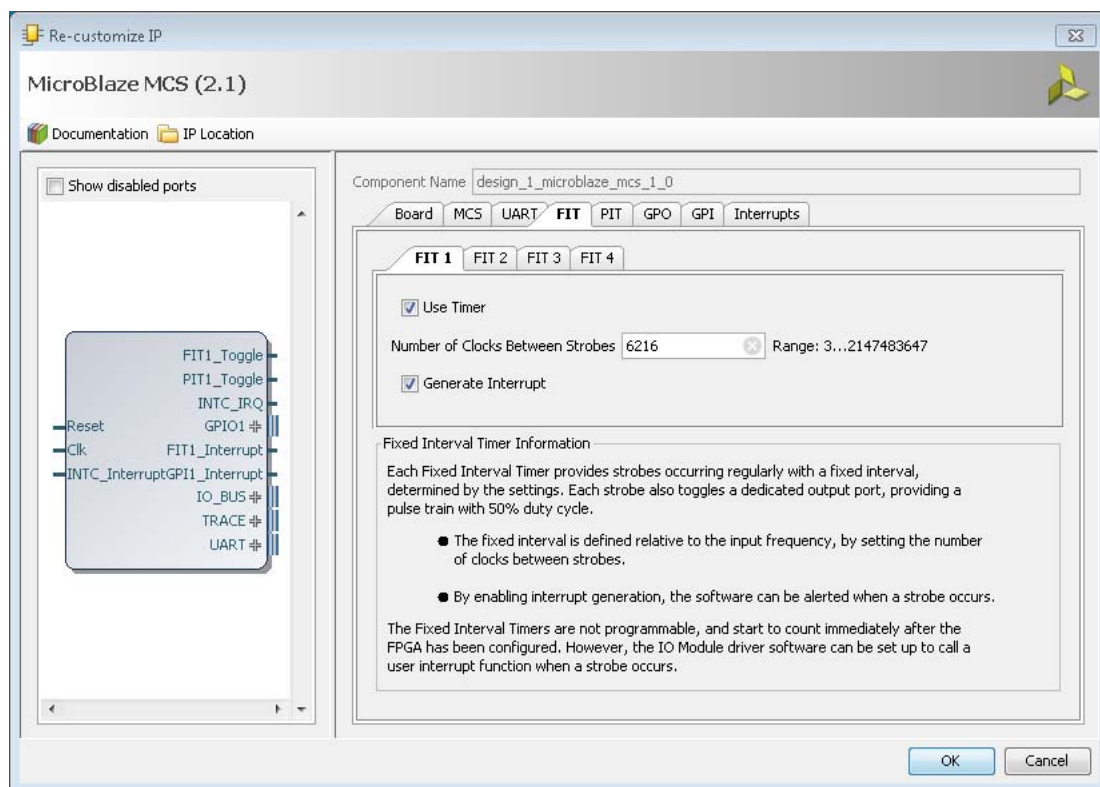 Re-customize IP
MicroBlaze MCS (2.1)
Documentation IP Location
Show disabled ports
FIT1_Toggle
PIT1_Toggle
INTC_IRQ
Reset GPIO1
Clk FIT1_Interrupt
INTC_InterruptGPI1_Interrupt
IO_BUS
TRACE
UART
Component Name design_1_microblaze_mcs_1_0
Board MCS UART FIT PIT GPO GPI Interrupts
FIT 1 FIT 2 FIT 3 FIT 4
Use Timer
Number of Clocks Between Strobes 6216 Range: 3...2147483647
Generate Interrupt
Fixed Interval Timer Information
Each Fixed Interval Timer provides strobes occurring regularly with a fixed interval,
determined by the settings. Each strobe also toggles a dedicated output port, providing a
pulse train with 50% duty cycle.
● The fixed interval is defined relative to the input frequency, by setting the number
of clocks between strobes.
● By enabling interrupt generation, the software can be alerted when a strobe occurs.
The Fixed Interval Timers are not programmable, and start to count immediately after the
FPGA has been configured. However, the IO Module driver software can be set up to call a
user interrupt function when a strobe occurs.
OK Cancel